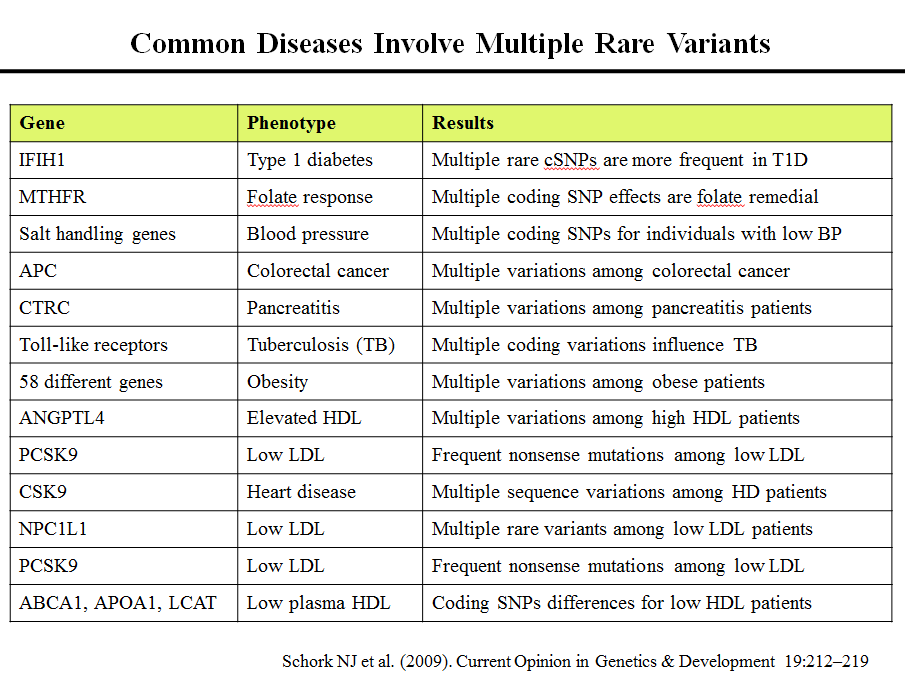 Common Diseases Involve Multiple Rare Variants
Gene Phenotype Results
IFIH1 Type 1 diabetes Multiple rare cSNPs are more frequent in T1D
MTHFR Folate response Multiple coding SNP effects are folate remedial
Salt handling genes Blood pressure Multiple coding SNPs for individuals with low BP
APC Colorectal cancer Multiple variations among colorectal cancer
CTRC Pancreatitis Multiple variations among pancreatitis patients
Toll-like receptors Tuberculosis (TB) Multiple coding variations influence TB
58 different genes Obesity Multiple variations among obese patients
ANGPTL4 Elevated HDL Multiple variations among high HDL patients
PCSK9 Low LDL Frequent nonsense mutations among low LDL
CSK9 Heart disease Multiple sequence variations among HD patients
NPC1L1 Low LDL Multiple rare variants among low LDL patients
PCSK9 Low LDL Frequent nonsense mutations among low LDL
ABCA1, APOA1, LCAT Low plasma HDL Coding SNPs differences for low HDL patients
Schork NJ et al. (2009). Current Opinion in Genetics & Development 19:212–219